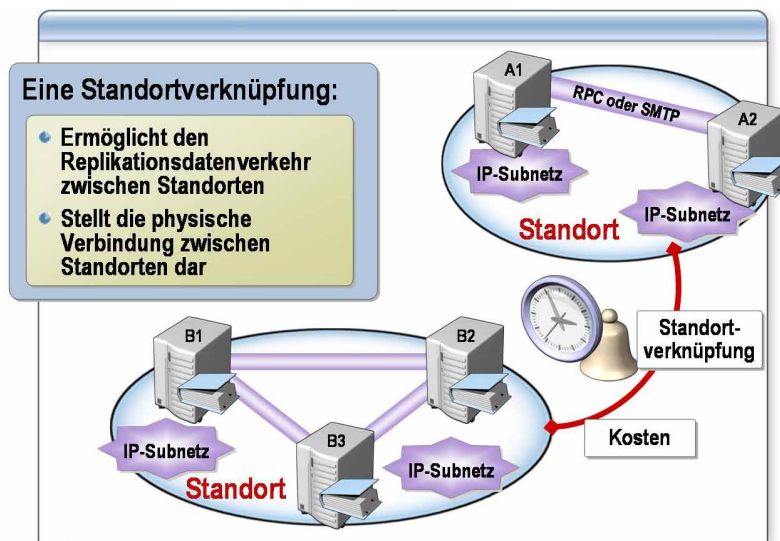 Eine Standortverknüpfung:
Ermöglicht den
Replikationsdatenverkehr
zwischen Standorten
Stellt die physische
Verbindung zwischen
Standorten dar
A1
RPC oder SMTP
A2
IP-Subnetz
IP-Subnetz
Standort
Standort-
verknüpfung
Kosten
B1
B2
B3
IP-Subnetz
IP-Subnetz
Standort